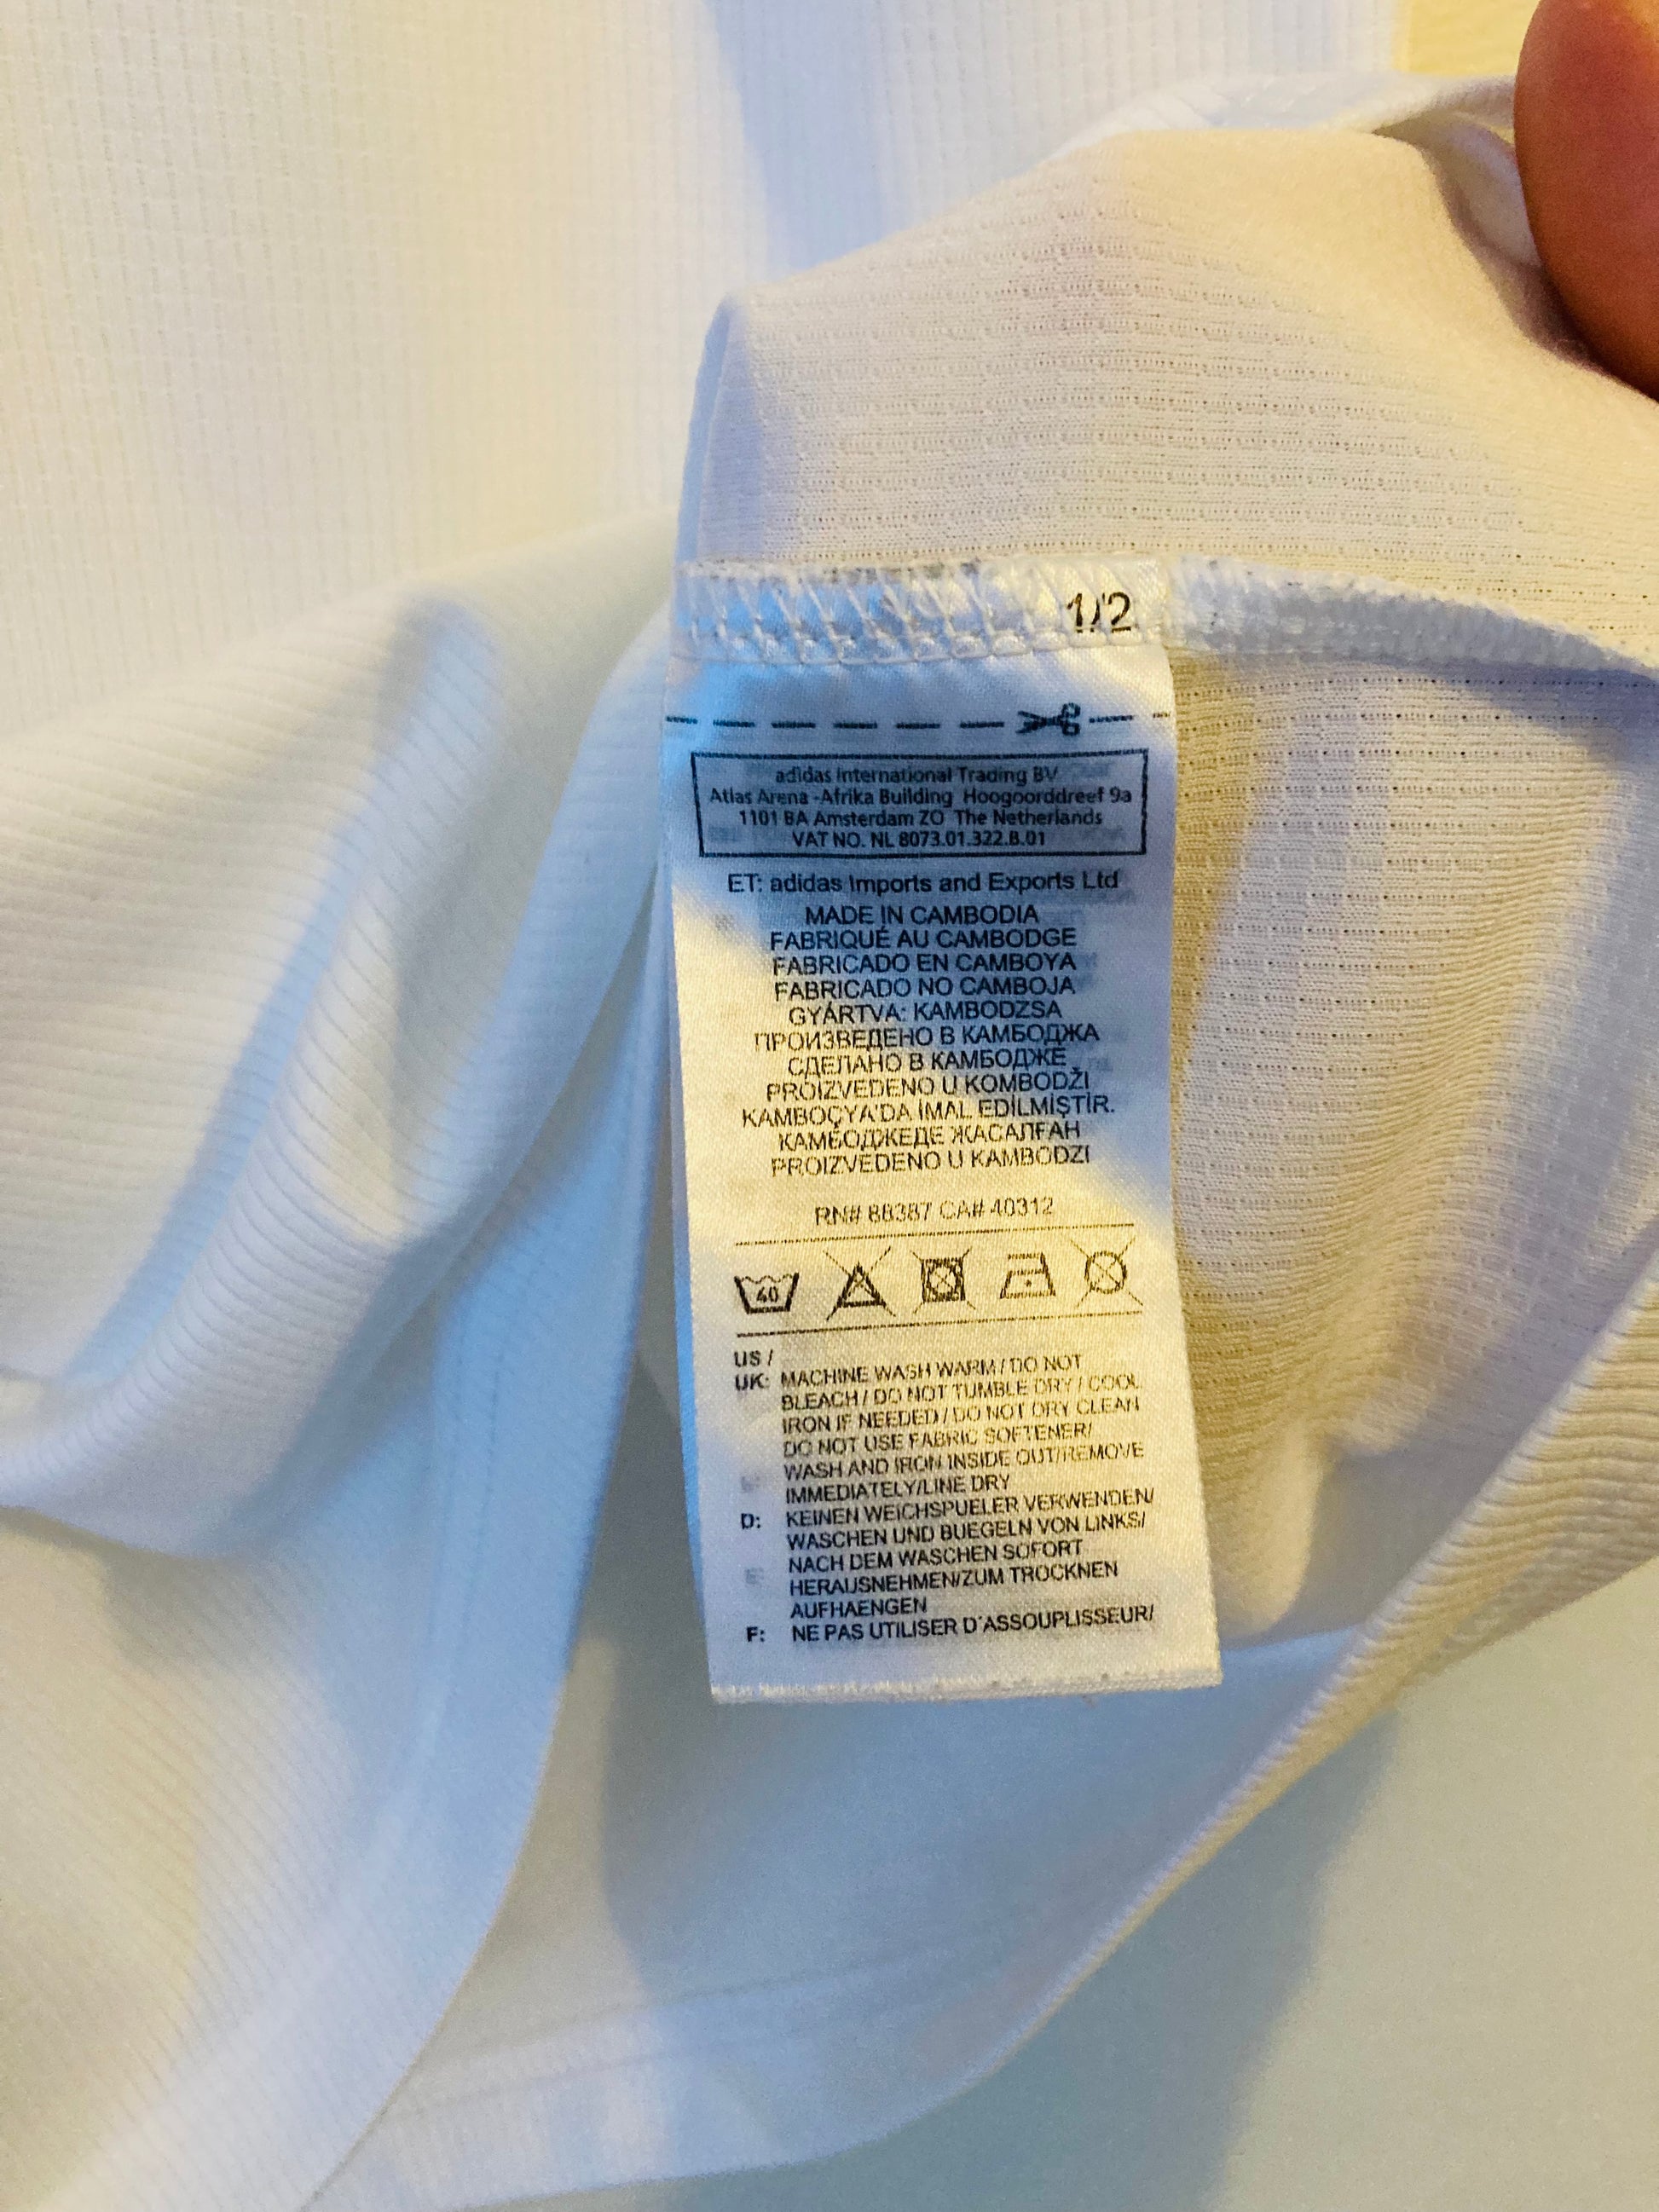 1/2
adidas International Trading BV
Atlas Arena -Afrika Building Hoogoorddreef 9a
1101 BA Amsterdam ZO The Netherlands
VAT NO. NL 8073.01.322.B.01
ET: adidas Imports and Exports Ltd
MADE IN CAMBODIA
FABRIQUÉ AU CAMBODGE
FABRICADO EN CAMBOYA
FABRICADO NO CAMBOJA
GYÁRTVA: KAMBODZSA
ПРОИЗВЕДЕНО В КАМБОДЖА
СДЕЛАНО В КАМБОДЖЕ
PROIZVEDENO U KOMBODŽI
KAMBOÇYA'DA İMAL EDİLMİŞTİR.
КАМБОДЖЕДЕ ЖАСАЛҒАН
PROIZVEDENO U KAMBODZI
RN# 88387 CA# 40312
40
US /
UK: MACHINE WASH WARM / DO NOT
BLEACH / DO NOT TUMBLE DRY / COOL
IRON IF NEEDED / DO NOT DRY CLEAN
DO NOT USE FABRIC SOFTENER/
WASH AND IRON INSIDE OUT/REMOVE
IMMEDIATELY/LINE DRY
D: KEINEN WEICHSPUELER VERWENDEN/
WASCHEN UND BUEGELN VON LINKS/
NACH DEM WASCHEN SOFORT
HERAUSNEHMEN/ZUM TROCKNEN
AUFHAENGEN
F: NE PAS UTILISER D'ASSOUPLISSEUR/